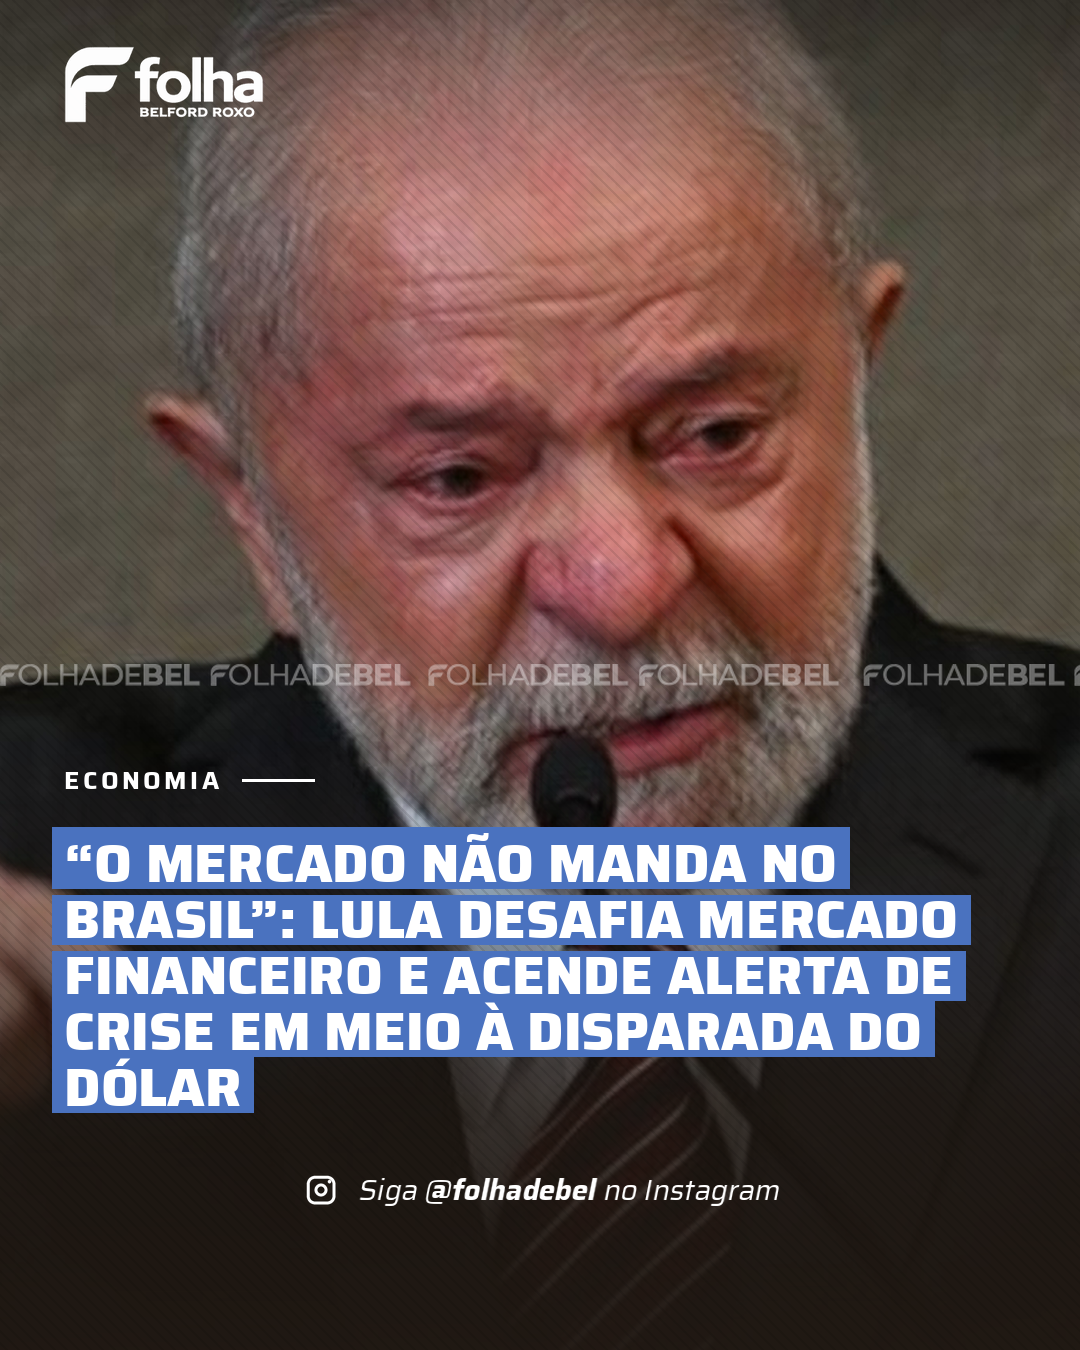 folha
BELFORD ROXO
FOLHADEBEL FOLHADEBEL FOLHADEBEL FOLHADEBEL FOLHADEBEL
ECONOMIA
“O MERCADO NÃO MANDA NO
BRASIL”: LULA DESAFIA MERCADO
FINANCEIRO E ACENDE ALERTA DE
CRISE EM MEIO À DISPARADA DO
DÓLAR
Siga @folhadebel no Instagram